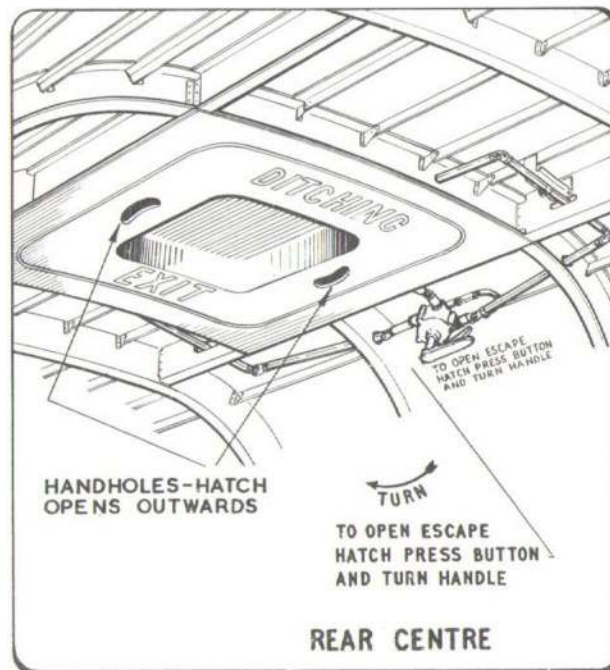 DITCHING
EXIT
TO OPEN ESCAPE
HATCH PRESS BUTTON
AND TURN HANDLE
HANDHOLES-HATCH
OPENS OUTWARDS
TURN
TO OPEN ESCAPE
HATCH PRESS BUTTON
AND TURN HANDLE
REAR CENTRE